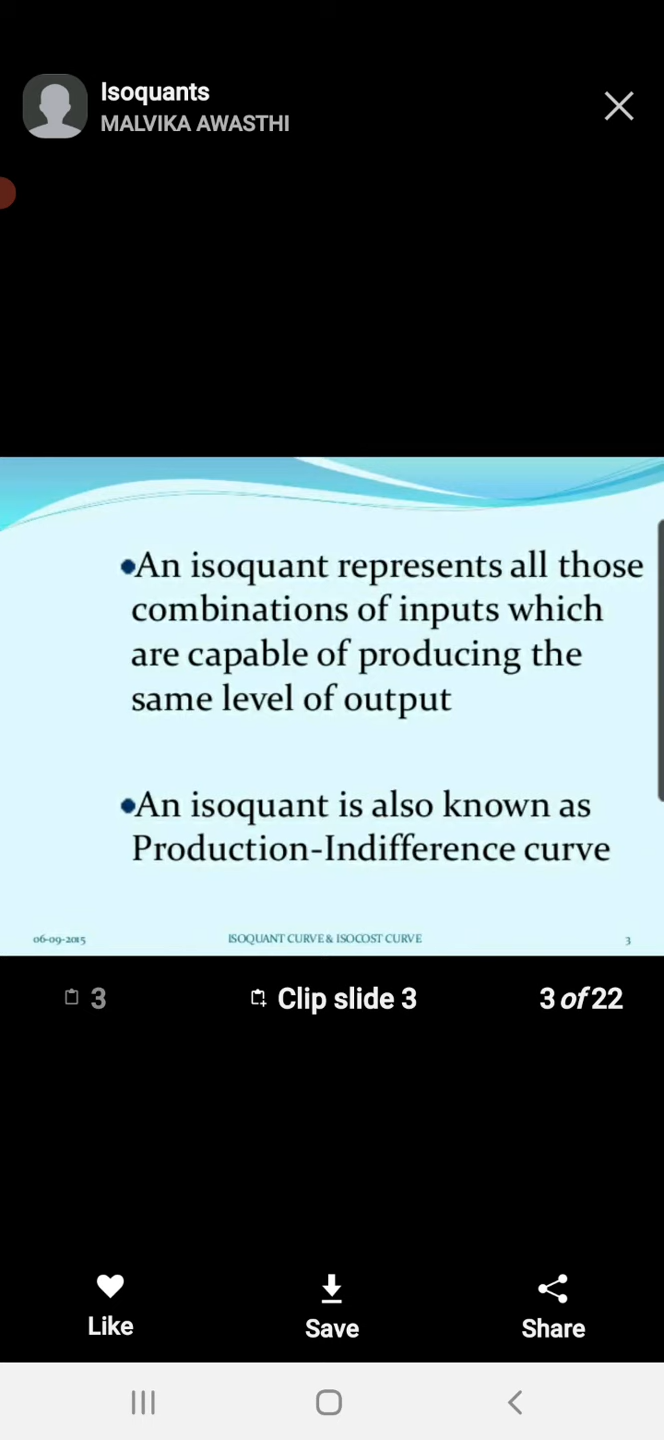 Isoquants
MALVIKA AWASTHI
•An isoquant represents all those
combinations of inputs which
are capable of producing the
same level of output
•An isoquant is also known as
Production-Indifference curve
06-09-2015 ISOQUANT CURVE & ISOCOST CURVE 3
3 Clip slide 3 3 of 22
Like Save Share